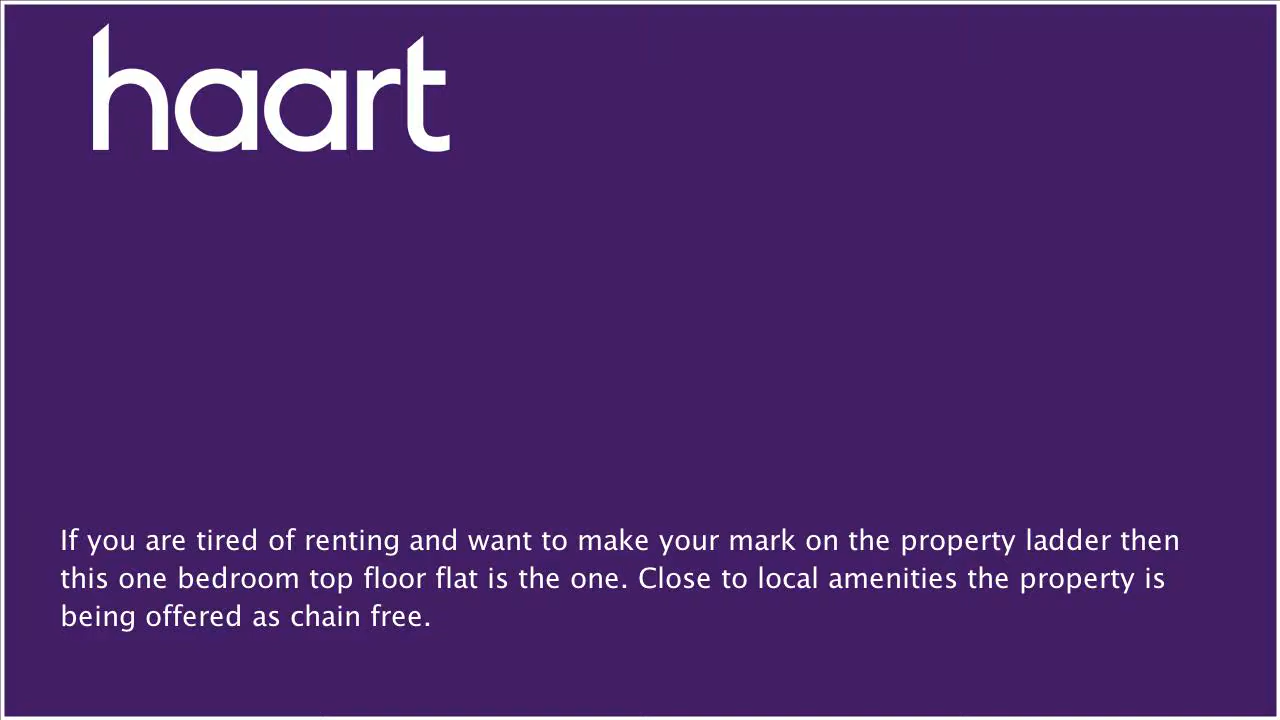 haart
If you are tired of renting and want to make your mark on the property ladder then
this one bedroom top floor flat is the one. Close to local amenities the property is
being offered as chain free.